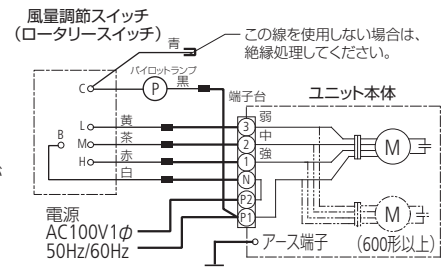 風量調節スイッチ
(ロータリースイッチ)
青
この線を使用しない場合は、
絶縁処理してください。
パイロットランプ
C
P
黒
端子台
ユニット本体
L
黄
3
弱
B
M
茶
2
中
M
H
赤
1
強
白
N
P2
P1
M
電源
AC100V1φ
50Hz/60Hz
アース端子
(600形以上)